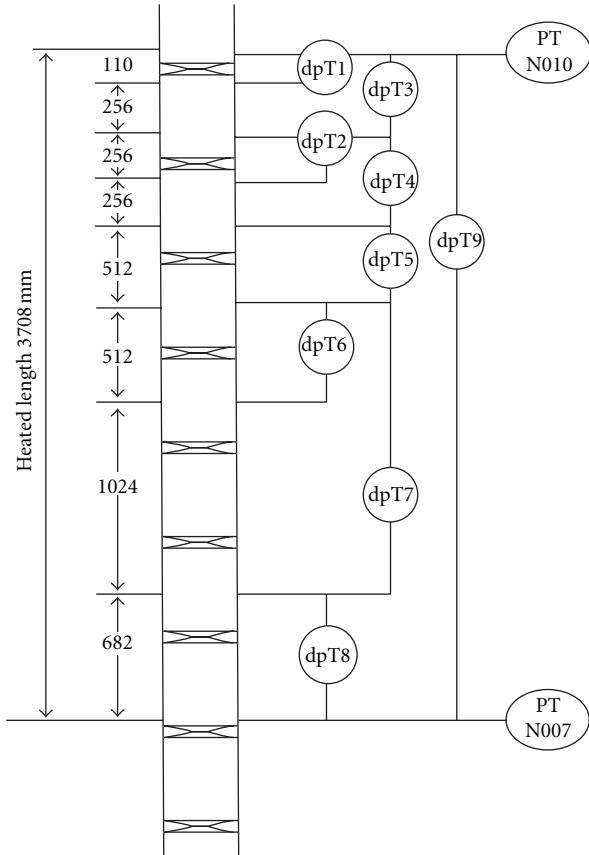 PT
N010
110
dpT1
dpT3
256
256
dpT2
256
dpT4
512
dpT5
dpT9
512
dpT6
Heated length 3708 mm
1024
dpT7
682
dpT8
PT
N007